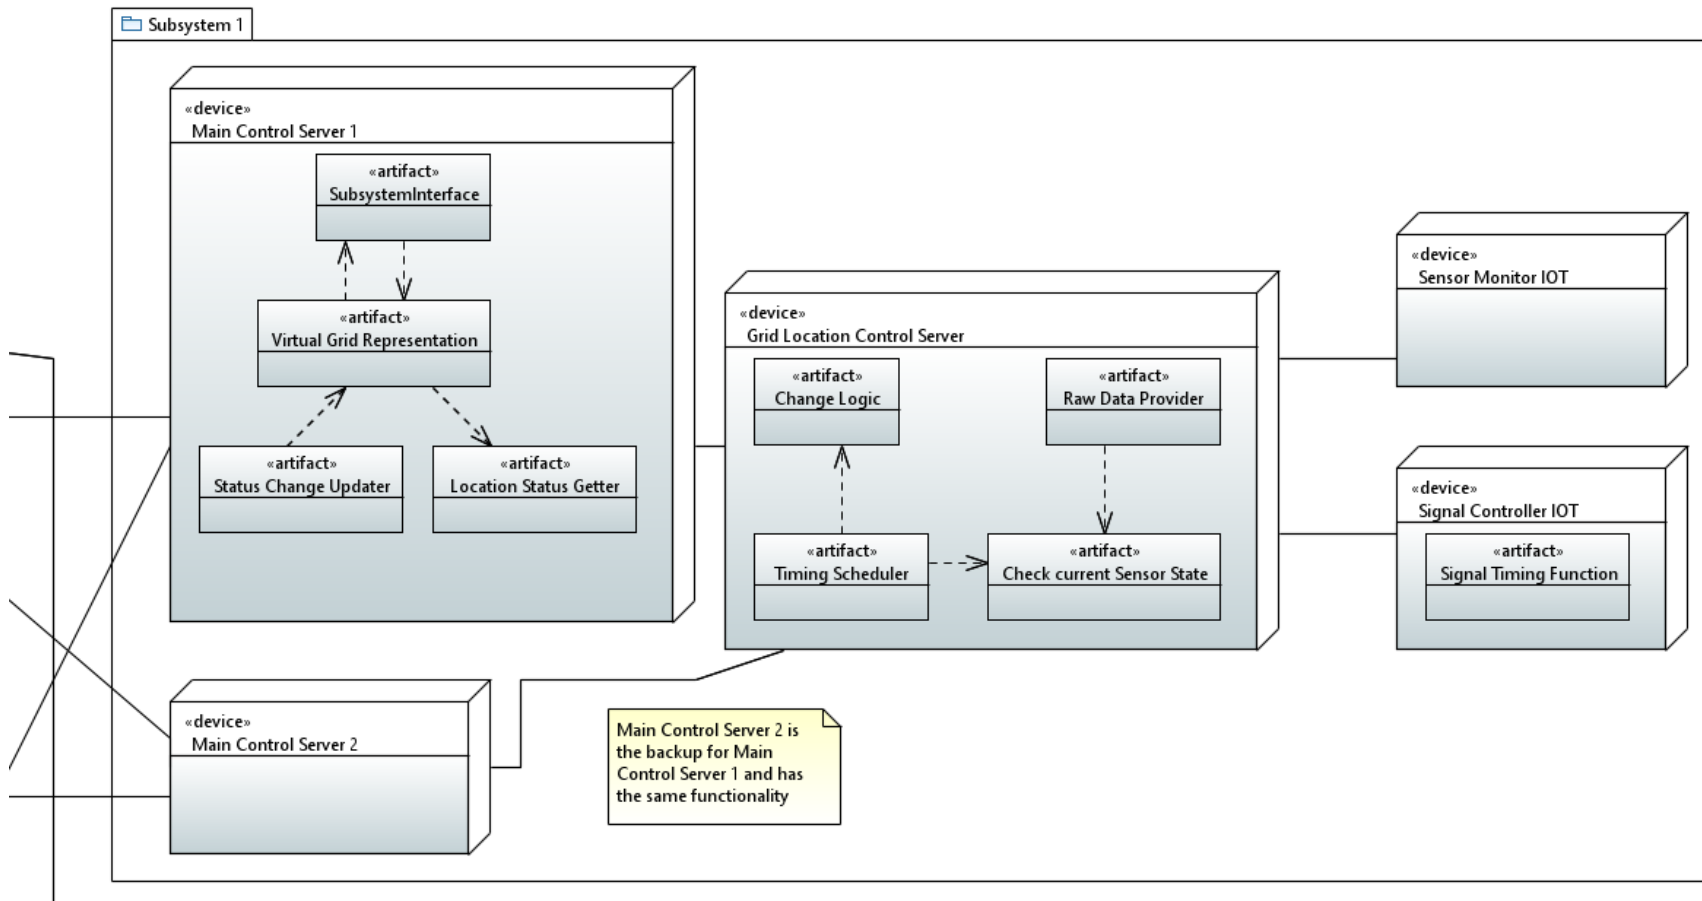 Subsystem 1
«device»
Main Control Server 1
«artifact»
SubsystemInterface
«artifact»
Virtual Grid Representation
«artifact»
Status Change Updater
«artifact»
Location Status Getter
«device»
Grid Location Control Server
«artifact»
Change Logic
«artifact»
Raw Data Provider
«artifact»
Timing Scheduler
«artifact»
Check current Sensor State
«device»
Sensor Monitor IOT
«device»
Signal Controller IOT
«artifact»
Signal Timing Function
«device»
Main Control Server 2
Main Control Server 2 is
the backup for Main
Control Server 1 and has
the same functionality